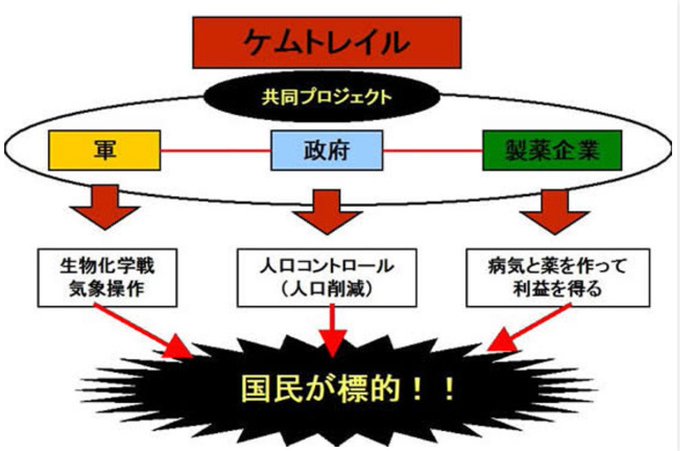 ケムトレイル
共同プロジェクト
軍
政府
製薬企業
生物化学戦
気象操作
人口コントロール
（人口削減）
病気と薬を作って
利益を得る
国民が標的！！